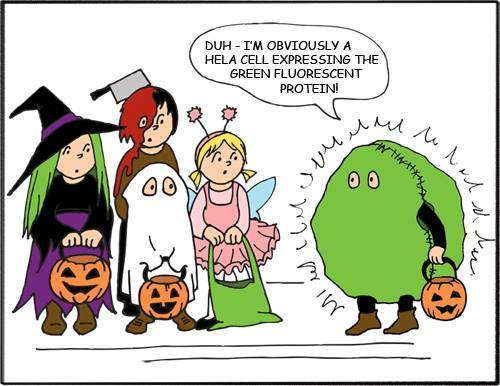 DUH - I'M OBVIOUSLY A
HELA CELL EXPRESSING THE
GREEN FLUORESCENT
PROTEIN!